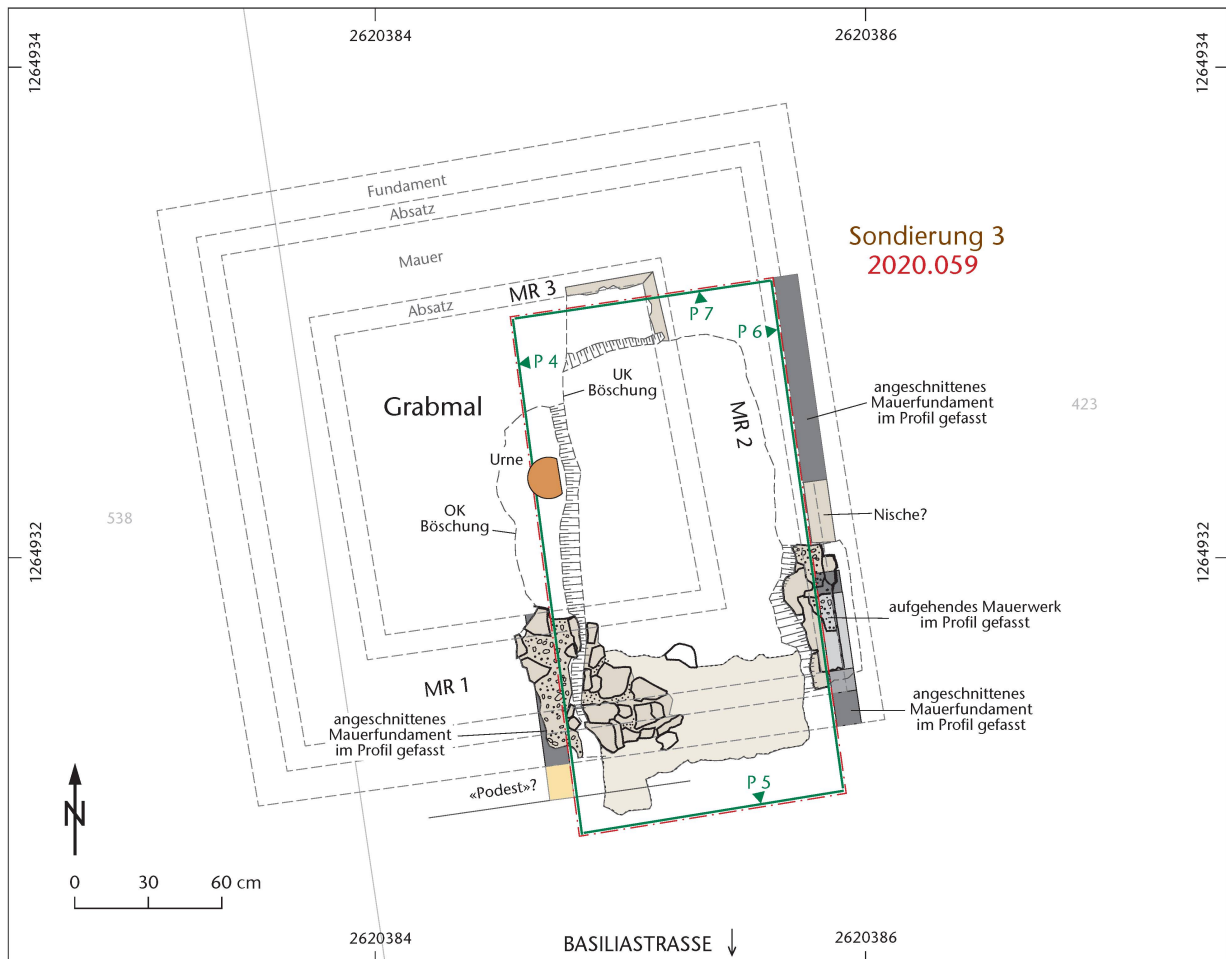 2620384
2620386
1264934
1264934
Fundament
Absatz
Mauer
Absatz
Sondierung 3
2020.059
MR 3
P 7
P 6
P 4
UK
Böschung
Grabmal
MR 2
angeschnittenes
Mauerfundament
im Profil gefasst
423
Urne
OK
Böschung
Nische?
538
1264932
1264932
aufgehendes Mauerwerk
im Profil gefasst
MR 1
angeschnittenes
Mauerfundament
im Profil gefasst
angeschnittenes
Mauerfundament
im Profil gefasst
«Podest»?
P 5
N
0 30 60 cm
2620384
2620386
BASILIASTRASSE